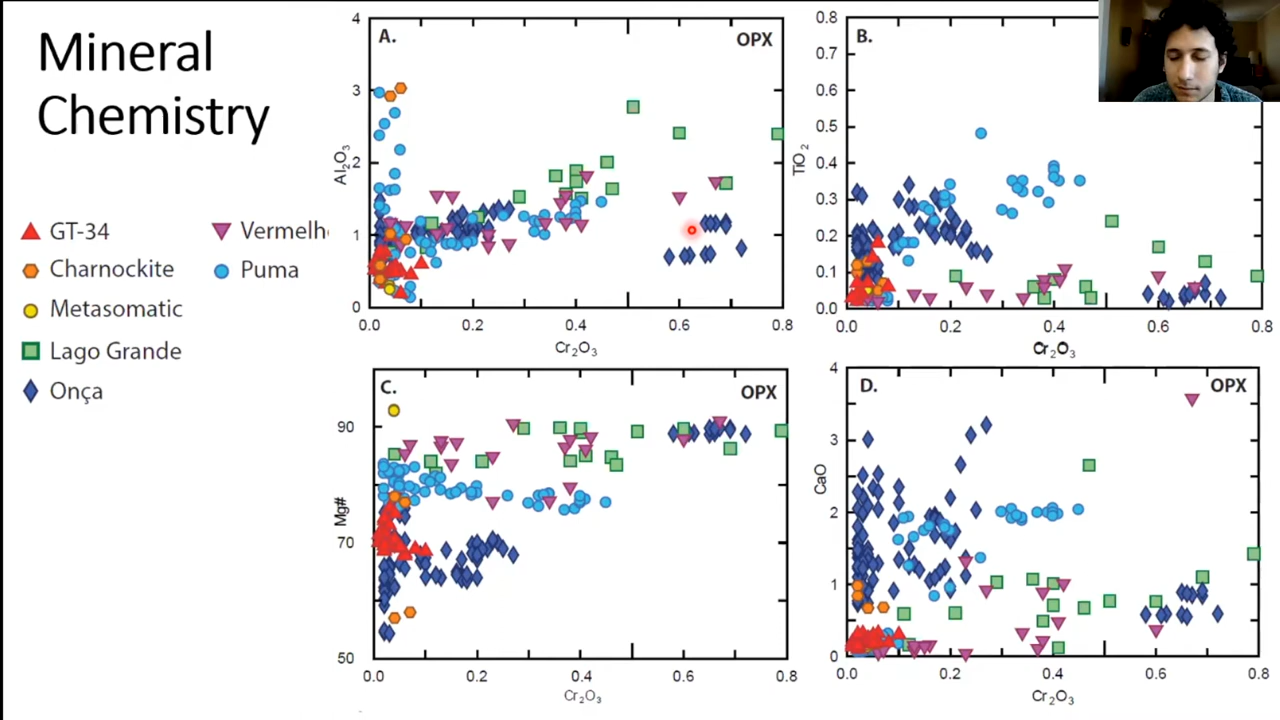 Mineral
Chemistry
GT-34
Vermelh
Charnockite
Puma
Metasomatic
Lago Grande
Onça
A.
OPX
4
3
2
1
0
Al₂O₃
0.0 0.2 0.4 0.6 0.8
Cr₂O₃
B.
0.8
0.7
0.6
0.5
0.4
0.3
0.2
0.1
0.0
TiO₂
0.0 0.2 0.4 0.6 0.8
Cr₂O₃
C.
OPX
90
70
50
Mg#
0.0 0.2 0.4 0.6 0.8
Cr₂O₃
D.
OPX
4
3
2
1
0
CaO
0.0 0.2 0.4 0.6 0.8
Cr₂O₃